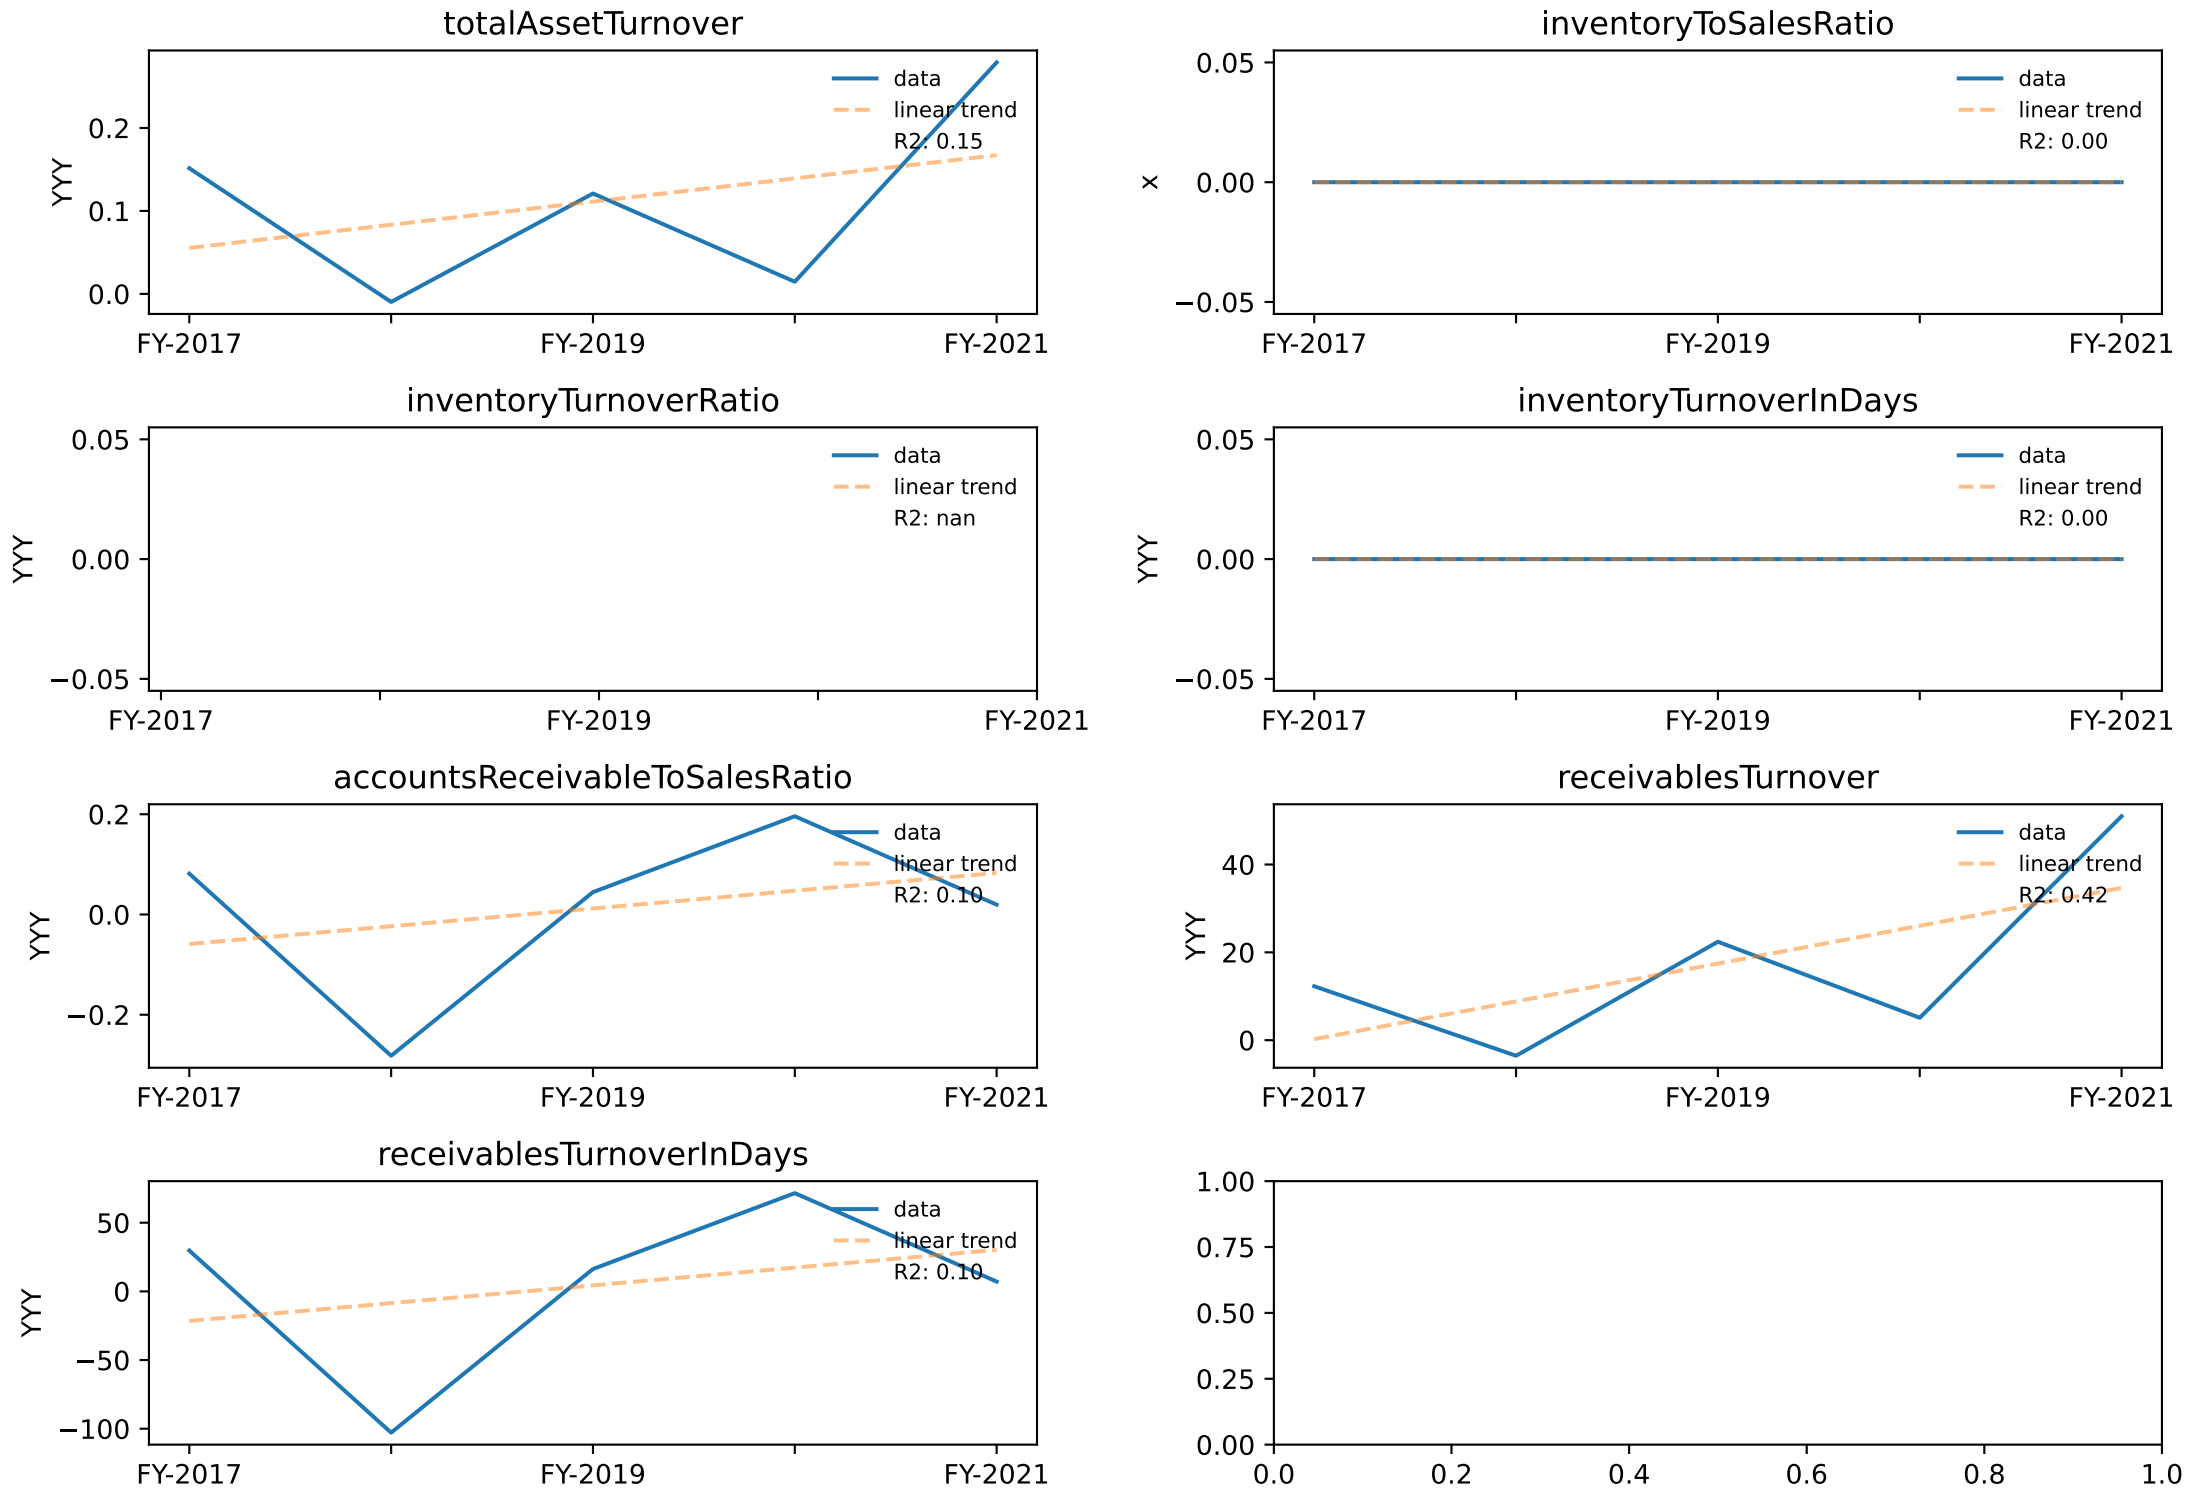 totalAssetTurnover
YYY
0.2
0.1
0.0
data
linear trend
R2: 0.15
FY-2017
FY-2019
FY-2021
inventoryToSalesRatio
x
0.05
0.00
−0.05
data
linear trend
R2: 0.00
FY-2017
FY-2019
FY-2021
inventoryTurnoverRatio
YYY
0.05
0.00
−0.05
data
linear trend
R2: nan
FY-2017
FY-2019
FY-2021
inventoryTurnoverInDays
YYY
0.05
0.00
−0.05
data
linear trend
R2: 0.00
FY-2017
FY-2019
FY-2021
accountsReceivableToSalesRatio
YYY
0.2
0.0
−0.2
data
linear trend
R2: 0.10
FY-2017
FY-2019
FY-2021
receivablesTurnover
YYY
40
20
0
data
linear trend
R2: 0.42
FY-2017
FY-2019
FY-2021
receivablesTurnoverInDays
YYY
50
0
−50
−100
data
linear trend
R2: 0.10
FY-2017
FY-2019
FY-2021
1.00
0.75
0.50
0.25
0.00
0.0
0.2
0.4
0.6
0.8
1.0